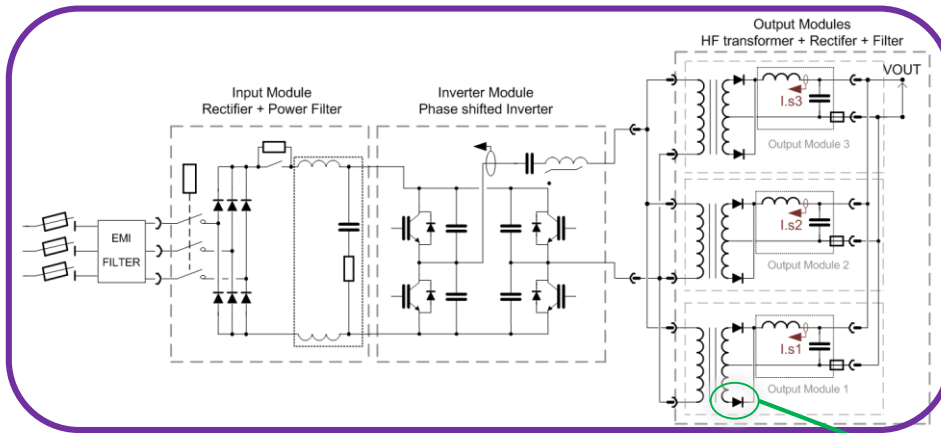 Output Modules
HF transformer + Rectifer + Filter
VOUT
Input Module
Rectifier + Power Filter
Inverter Module
Phase shifted Inverter
I.s3
Output Module 3
EMI
FILTER
I.s2
Output Module 2
I.s1
Output Module 1